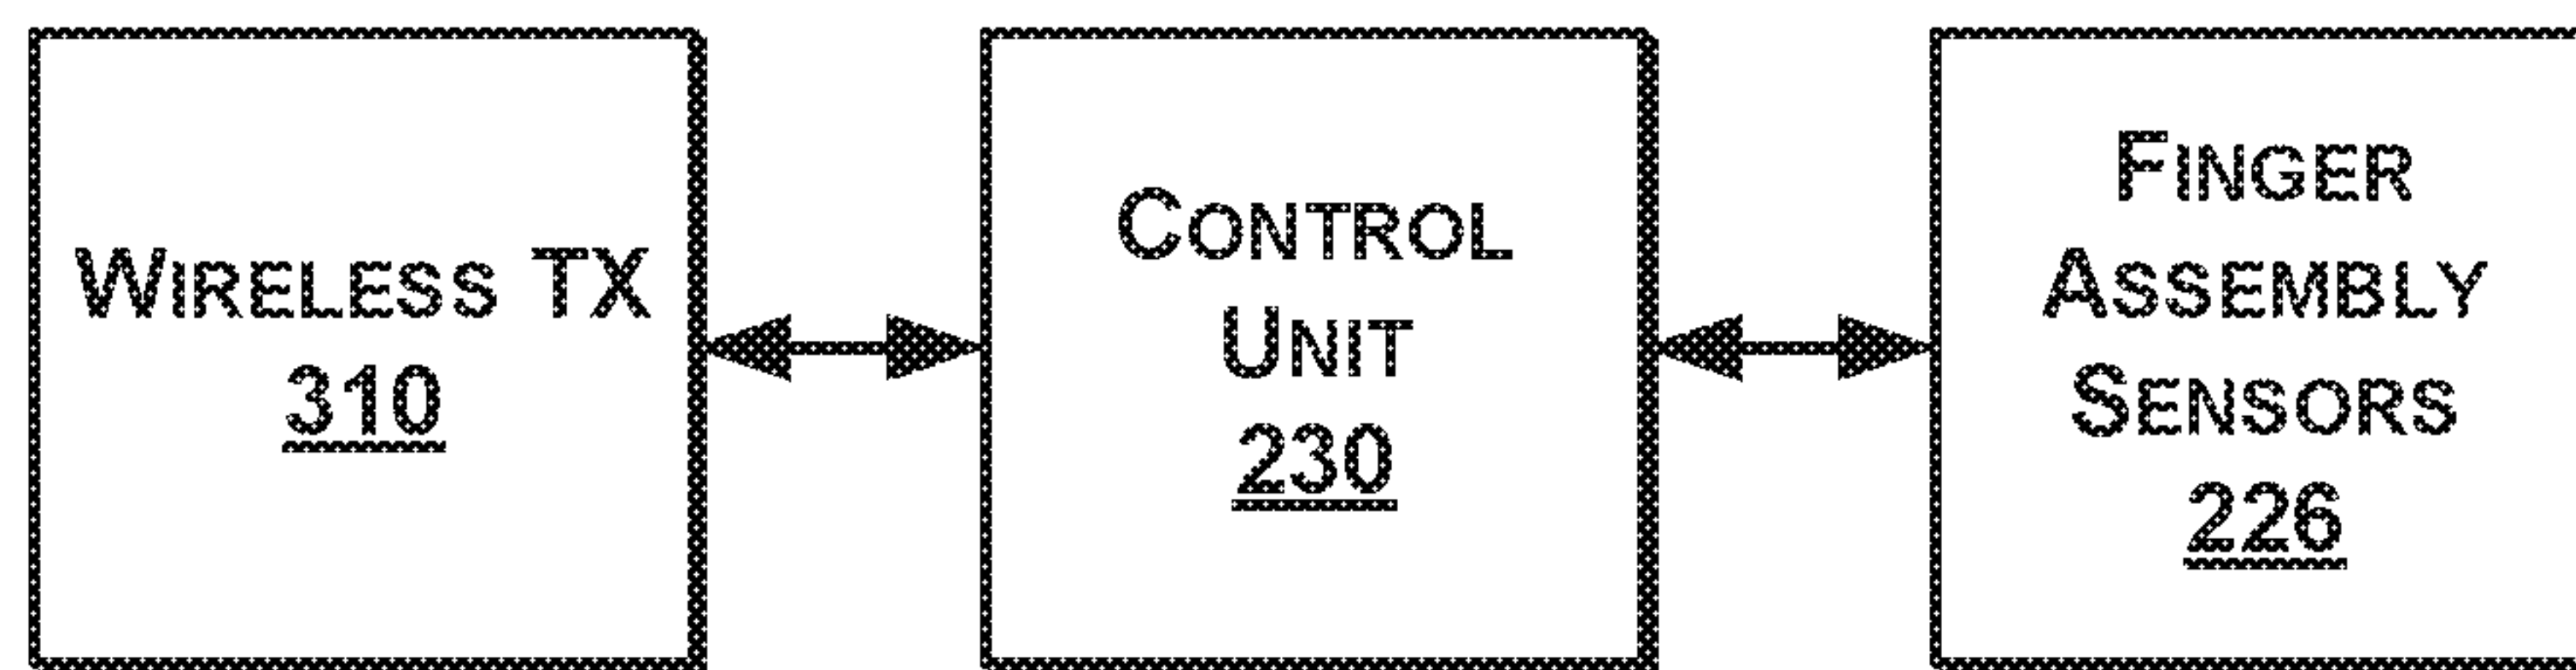 WIRELESS TX
310
CONTROL
UNIT
230
FINGER
ASSEMBLY
SENSORS
226